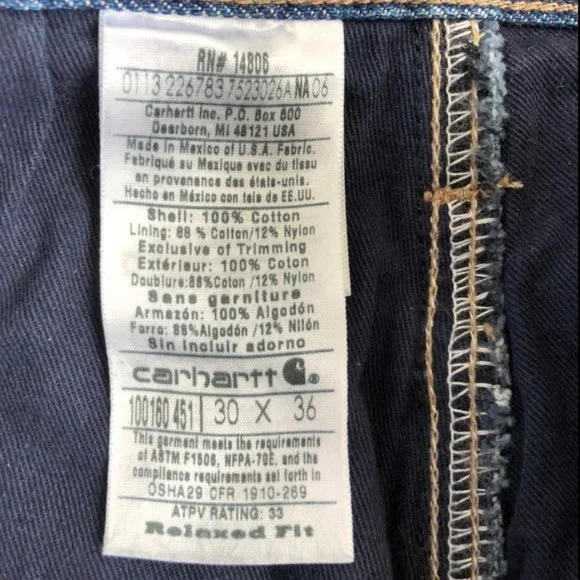 RN# 14806
0113 226783 7523026A NA 06
Carhartt Inc. P.O. Box 600
Dearborn, MI 48121 USA
Made in Mexico of U.S.A. Fabric.
Fabriqué au Mexique avec du tissu
en provenance des états-unis.
Hecho en México con tela de EE.UU.
Shell: 100% Cotton
Lining: 88 % Cotton/12% Nylon
Exclusive of Trimming
Extérieur: 100% Coton
Doublure:88%Coton /12% Nylon
Sans garniture
Armazón: 100% Algodón
Forro: 88%Algodón /12% Nilón
Sin incluir adorno
carhartt ®
100160 451 | 30 X 36
This garment meets the requirements
of ASTM F1506, NFPA-70E, and the
compliance requirements set forth in
OSHA29 CFR 1910-269
ATPV RATING: 33
Relaxed Fit